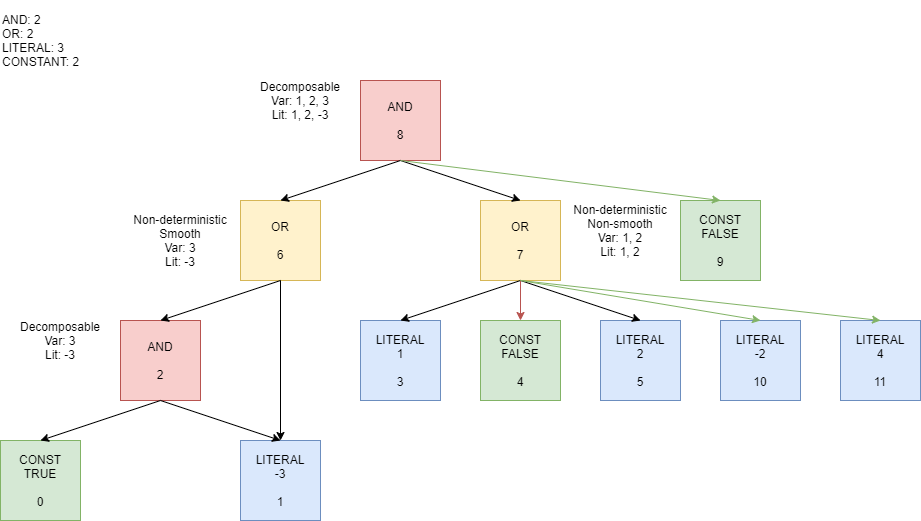 AND: 2
OR: 2
LITERAL: 3
CONSTANT: 2
Decomposable
Var: 1, 2, 3
Lit: 1, 2, -3
AND
8
Non-deterministic
Smooth
Var: 3
Lit: -3
OR
6
OR
7
Non-deterministic
Non-smooth
Var: 1, 2
Lit: 1, 2
CONST
FALSE
9
Decomposable
Var: 3
Lit: -3
AND
2
LITERAL
1
3
CONST
FALSE
4
LITERAL
2
5
LITERAL
-2
10
LITERAL
4
11
CONST
TRUE
0
LITERAL
-3
1